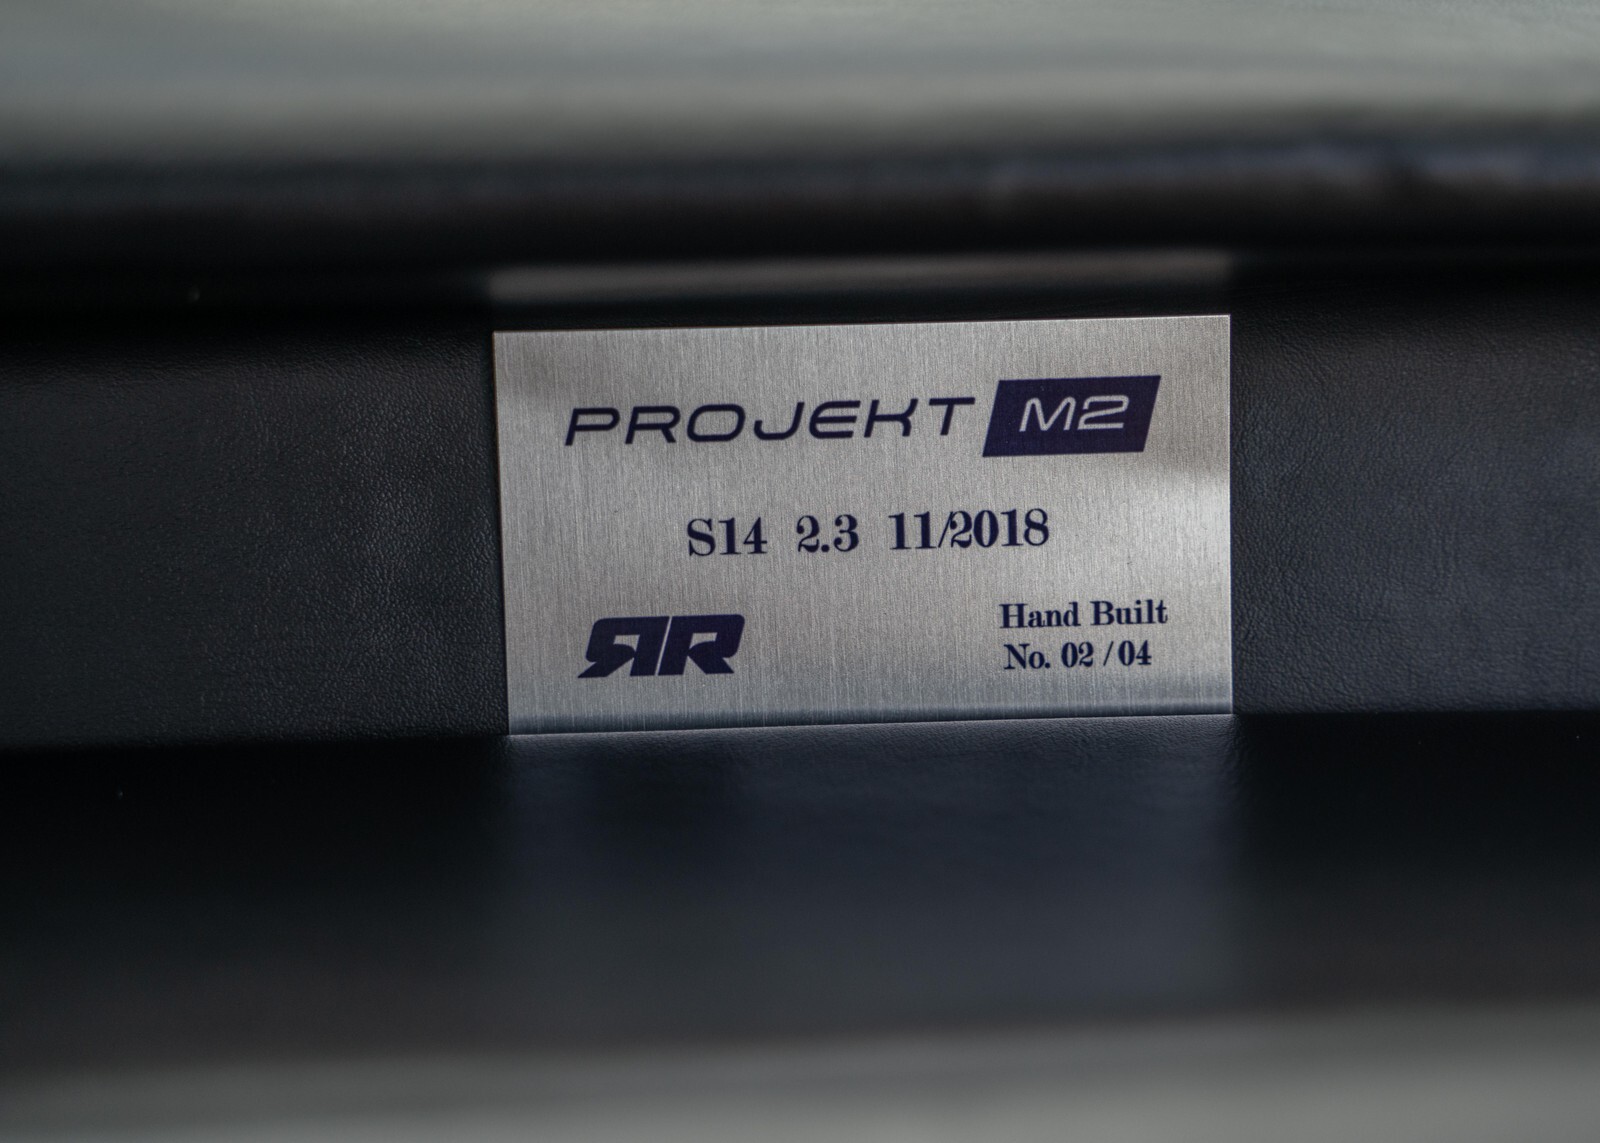 PROJEKT M2
S14 2.3 11/2018
RR
Hand Built
No. 02 / 04